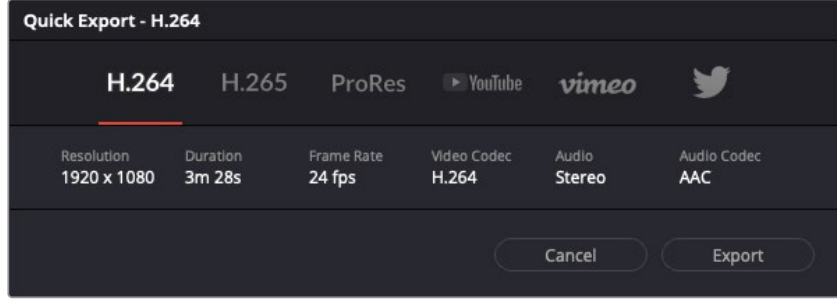 Quick Export - H.264
H.264 H.265 ProRes YouTube vimeo
Resolution Duration Frame Rate Video Codec Audio Audio Codec
1920 x 1080 3m 28s 24 fps H.264 Stereo AAC
Cancel Export